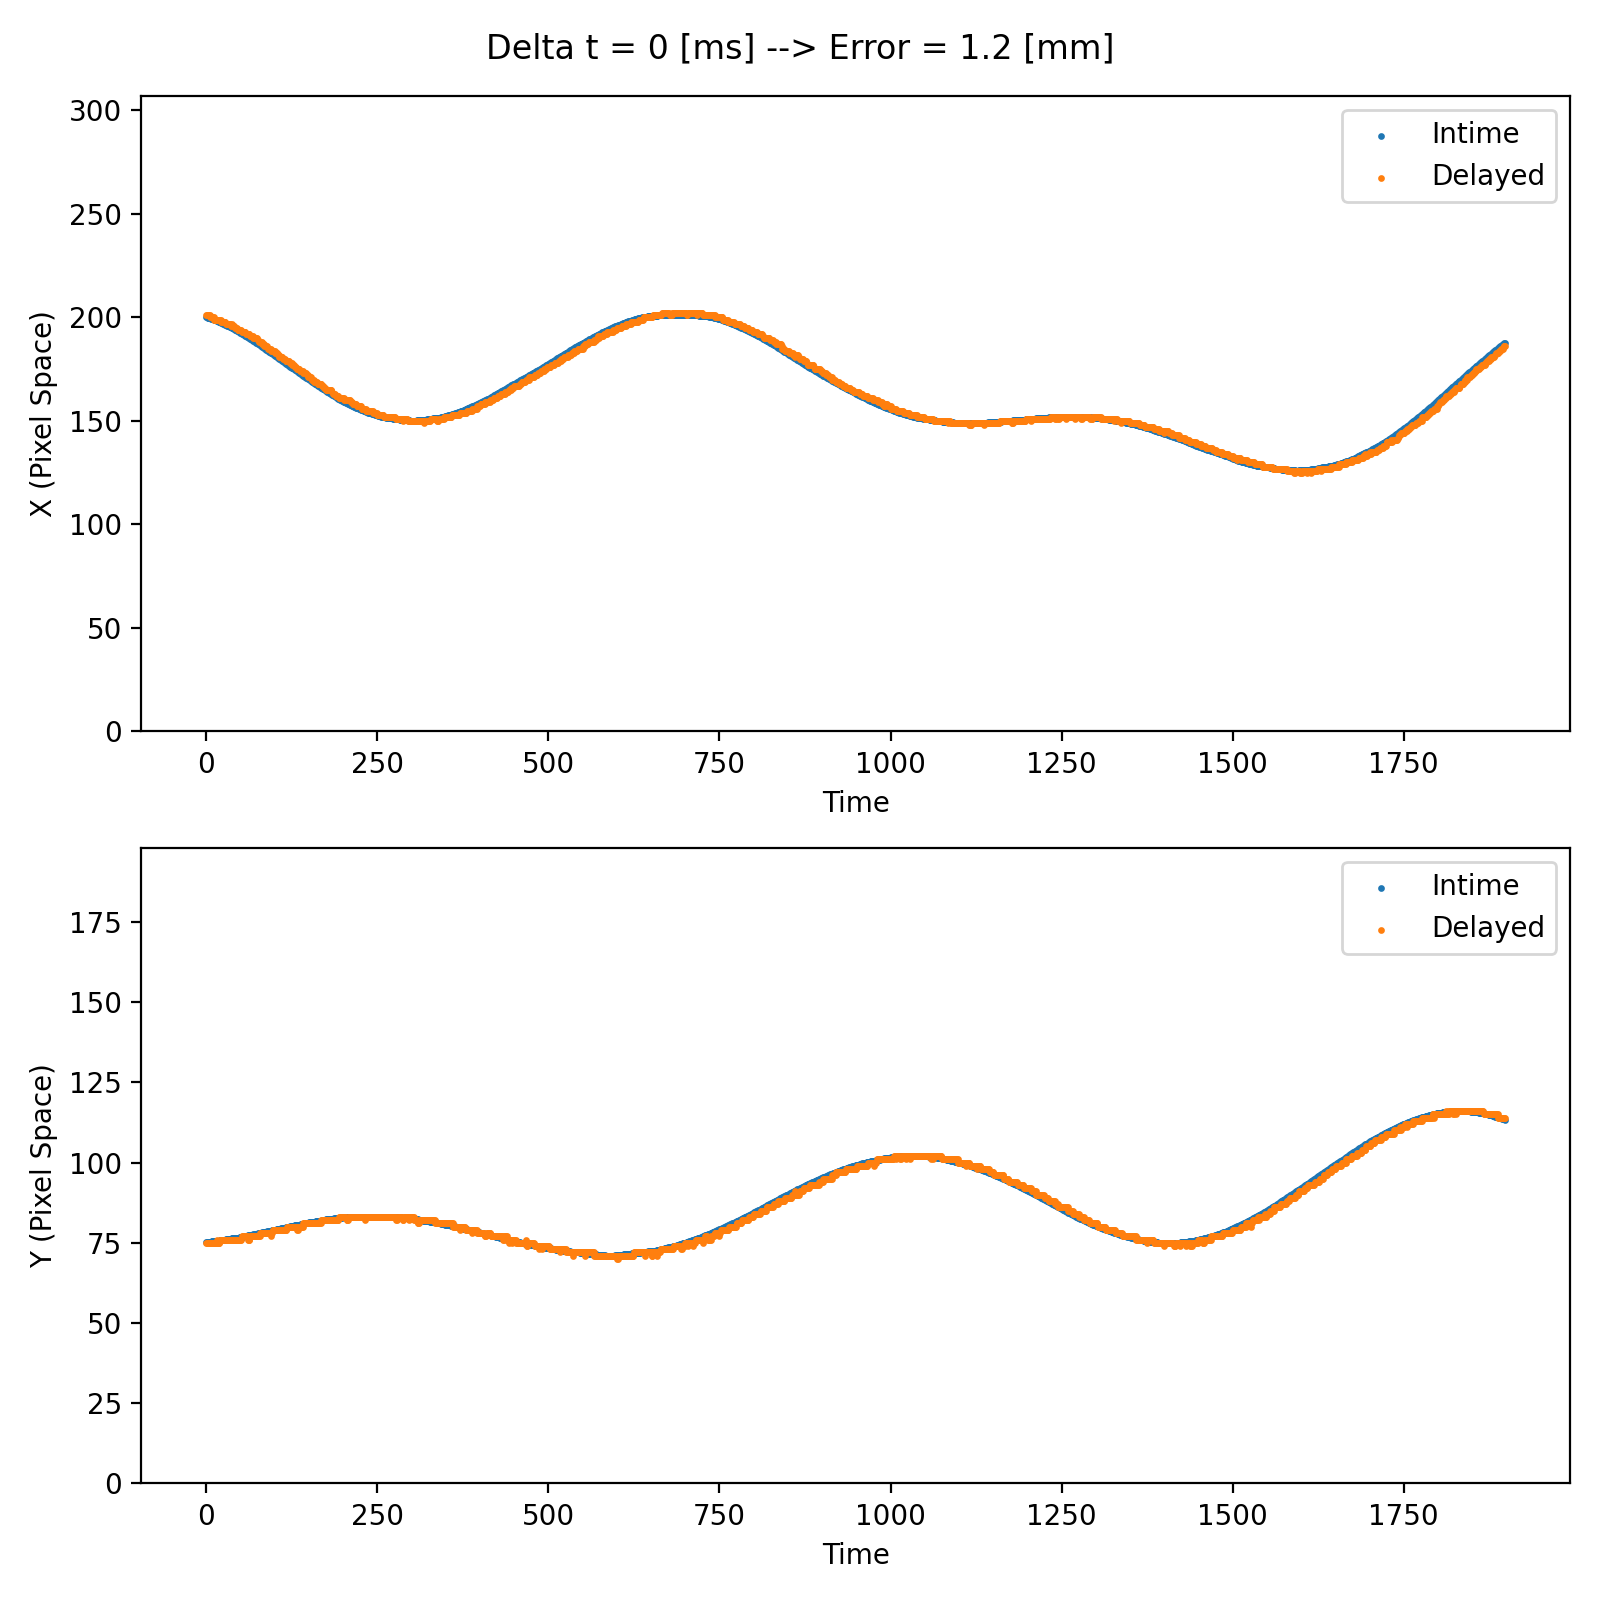 Delta t = 0 [ms] --> Error = 1.2 [mm]
300
250
200
150
100
50
0
X (Pixel Space)
Intime
Delayed
0 250 500 750 1000 1250 1500 1750
Time
175
150
125
100
75
50
25
0
Y (Pixel Space)
Intime
Delayed
0 250 500 750 1000 1250 1500 1750
Time